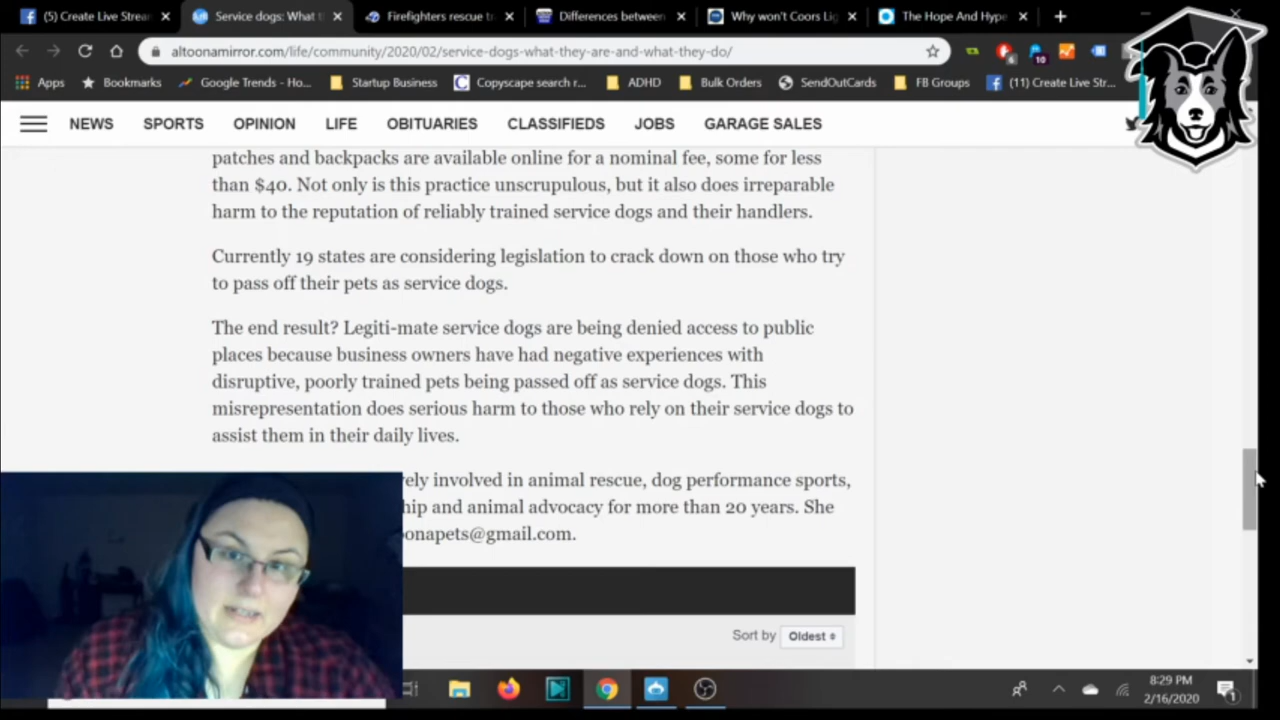 (5) Create Live Strean
Service dogs: What t
Firefighters rescue tr
Differences between
Why won't Coors Lig
The Hope And Hype
altoonamirror.com/life/community/2020/02/service-dogs-what-they-are-and-what-they-do/
6
10
Apps
Bookmarks
Google Trends - Ho...
Startup Business
Copyscape search r...
ADHD
Bulk Orders
SendOutCards
FB Groups
(11) Create Live Str...
NEWS
SPORTS
OPINION
LIFE
OBITUARIES
CLASSIFIEDS
JOBS
GARAGE SALES
patches and backpacks are available online for a nominal fee, some for less
than $40. Not only is this practice unscrupulous, but it also does irreparable
harm to the reputation of reliably trained service dogs and their handlers.
Currently 19 states are considering legislation to crack down on those who try
to pass off their pets as service dogs.
The end result? Legiti-mate service dogs are being denied access to public
places because business owners have had negative experiences with
disruptive, poorly trained pets being passed off as service dogs. This
misrepresentation does serious harm to those who rely on their service dogs to
assist them in their daily lives.
ely involved in animal rescue, dog performance sports,
hip and animal advocacy for more than 20 years. She
onapets@gmail.com.
Sort by
Oldest
8:29 PM
2/16/2020
1